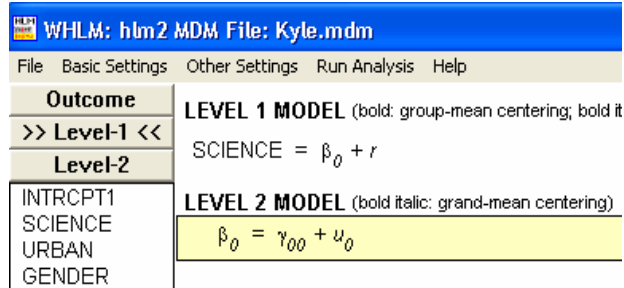 WHLM: hlm2 MDM File: Kyle.mdm
File Basic Settings Other Settings Run Analysis Help
Outcome
>> Level-1 <<
Level-2
INTRCPT1
SCIENCE
URBAN
GENDER
LEVEL 1 MODEL (bold: group-mean centering; bold it
SCIENCE = β₀ + r
LEVEL 2 MODEL (bold italic: grand-mean centering)
β₀ = γ₀₀ + u₀